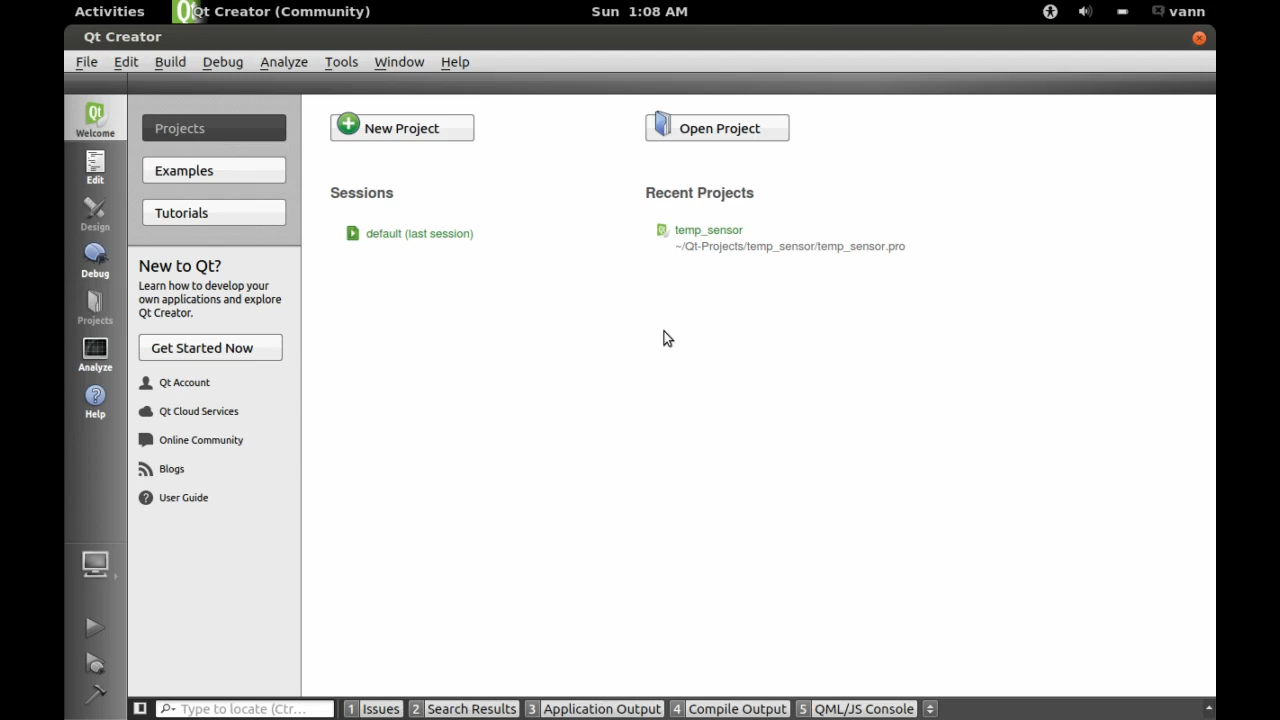 Activities
Qt Creator (Community)
Sun 1:08 AM
vann
Qt Creator
File Edit Build Debug Analyze Tools Window Help
Qt
Welcome
Edit
Design
Debug
Projects
Analyze
Help
Projects
Examples
Tutorials
New to Qt?
Learn how to develop your
own applications and explore
Qt Creator.
Get Started Now
Qt Account
Qt Cloud Services
Online Community
Blogs
User Guide
New Project
Open Project
Sessions
default (last session)
Recent Projects
temp_sensor
~/Qt-Projects/temp_sensor/temp_sensor.pro
Type to locate (Ctr...
1 Issues 2 Search Results 3 Application Output 4 Compile Output 5 QML/JS Console